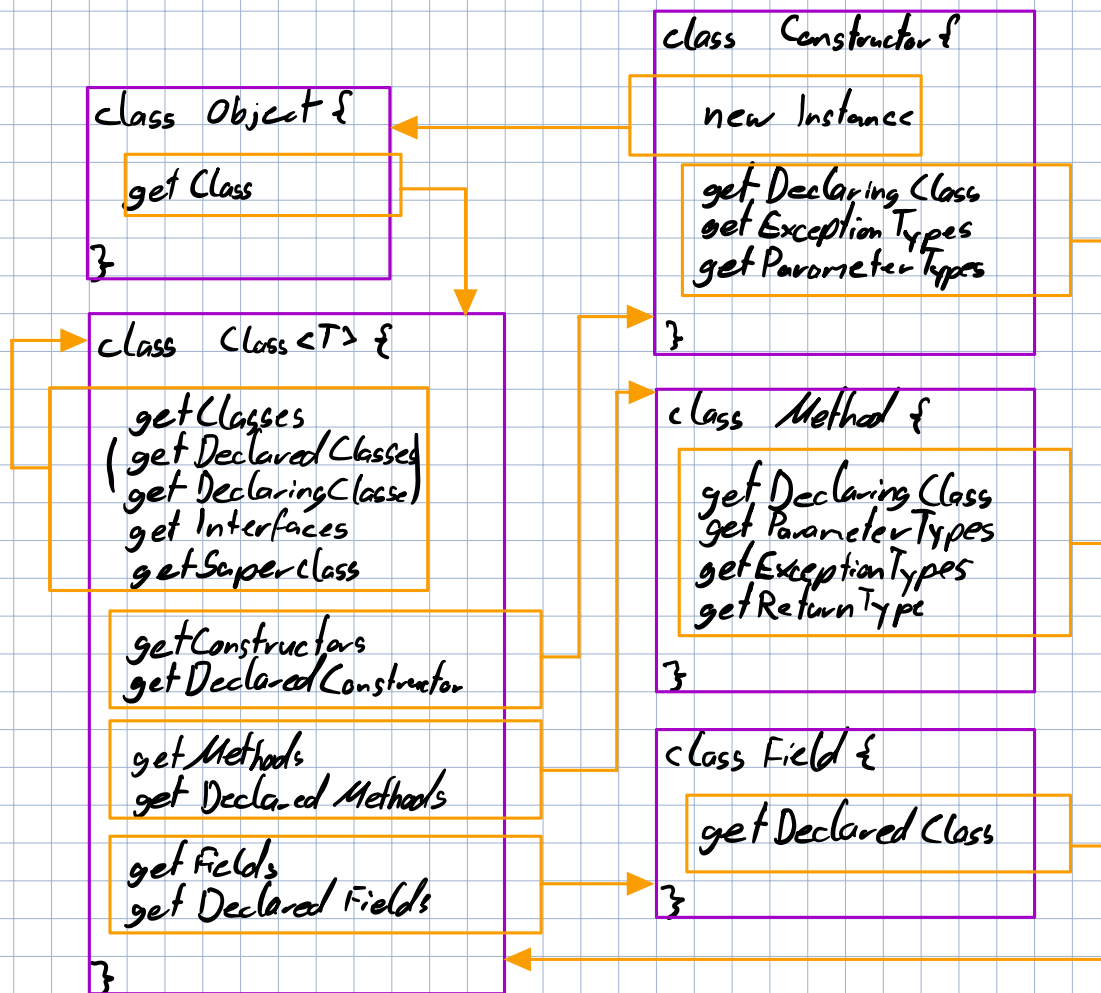 class Object {
get Class
}
class Class<T> {
getClasses
(get Declared Classes
get DeclaringClasse)
get Interfaces
getSuperclass
getConstructors
get Declared Constructor
get Methods
get Declared Methods
get Fields
get Declared Fields
}
class Constructor {
new Instance
get Declaring Class
get Exception Types
get Parameter Types
}
class Method {
get Declaring Class
get Parameter Types
get Exception Types
get Return Type
}
class Field {
get Declared Class
}